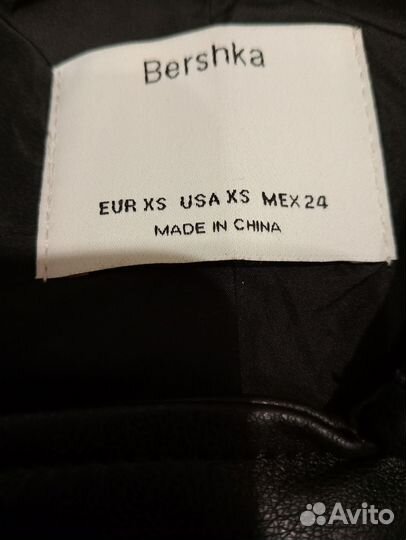 Bershka
EUR XS USA XS MEX 24
MADE IN CHINA
Avito